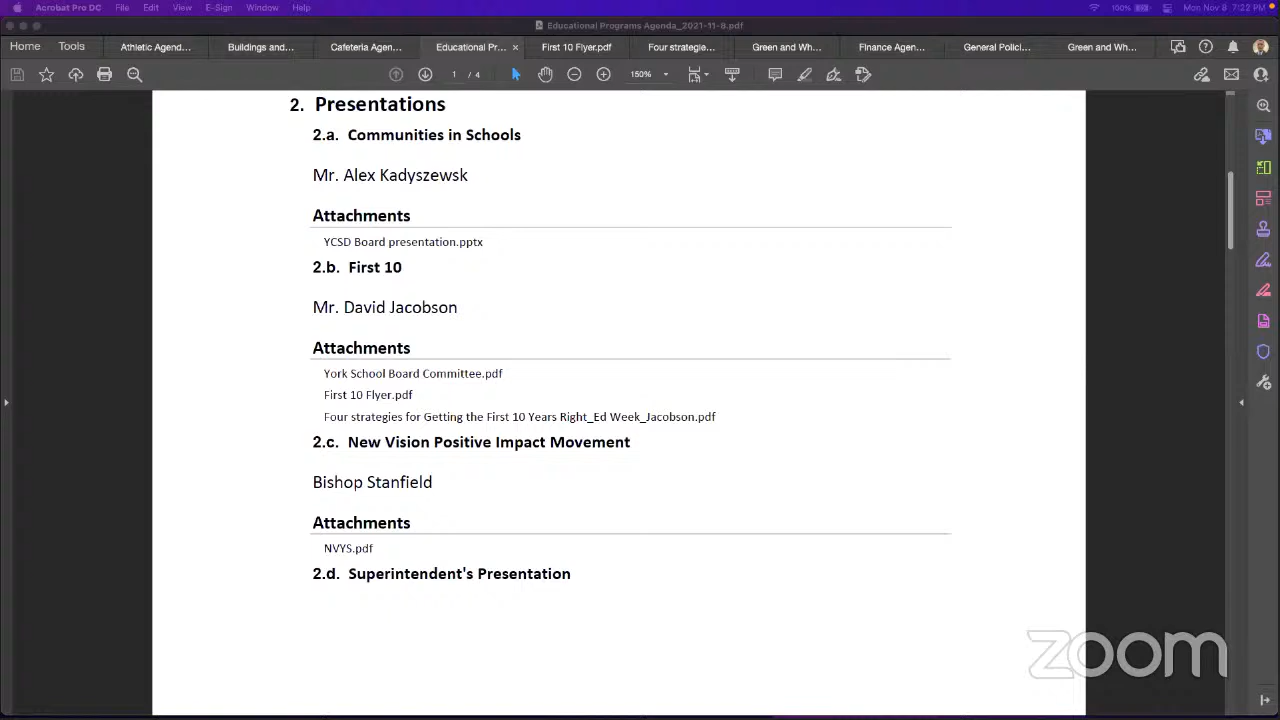 Acrobat Pro DC File Edit View E-Sign Window Help 100% Mon Nov 8 7:22 PM
Educational Programs Agenda_2021-11-8.pdf
Home Tools Athletic Agend... Buildings and... Cafeteria Agen... Educational Pr... × First 10 Flyer.pdf Four strategie... Green and Wh... Finance Agen... General Polici... Green and Wh...
1 / 4 150%
2. Presentations
2.a. Communities in Schools
Mr. Alex Kadyszewsk
Attachments
YCSD Board presentation.pptx
2.b. First 10
Mr. David Jacobson
Attachments
York School Board Committee.pdf
First 10 Flyer.pdf
Four strategies for Getting the First 10 Years Right_Ed Week_Jacobson.pdf
2.c. New Vision Positive Impact Movement
Bishop Stanfield
Attachments
NVYS.pdf
2.d. Superintendent's Presentation
zoom